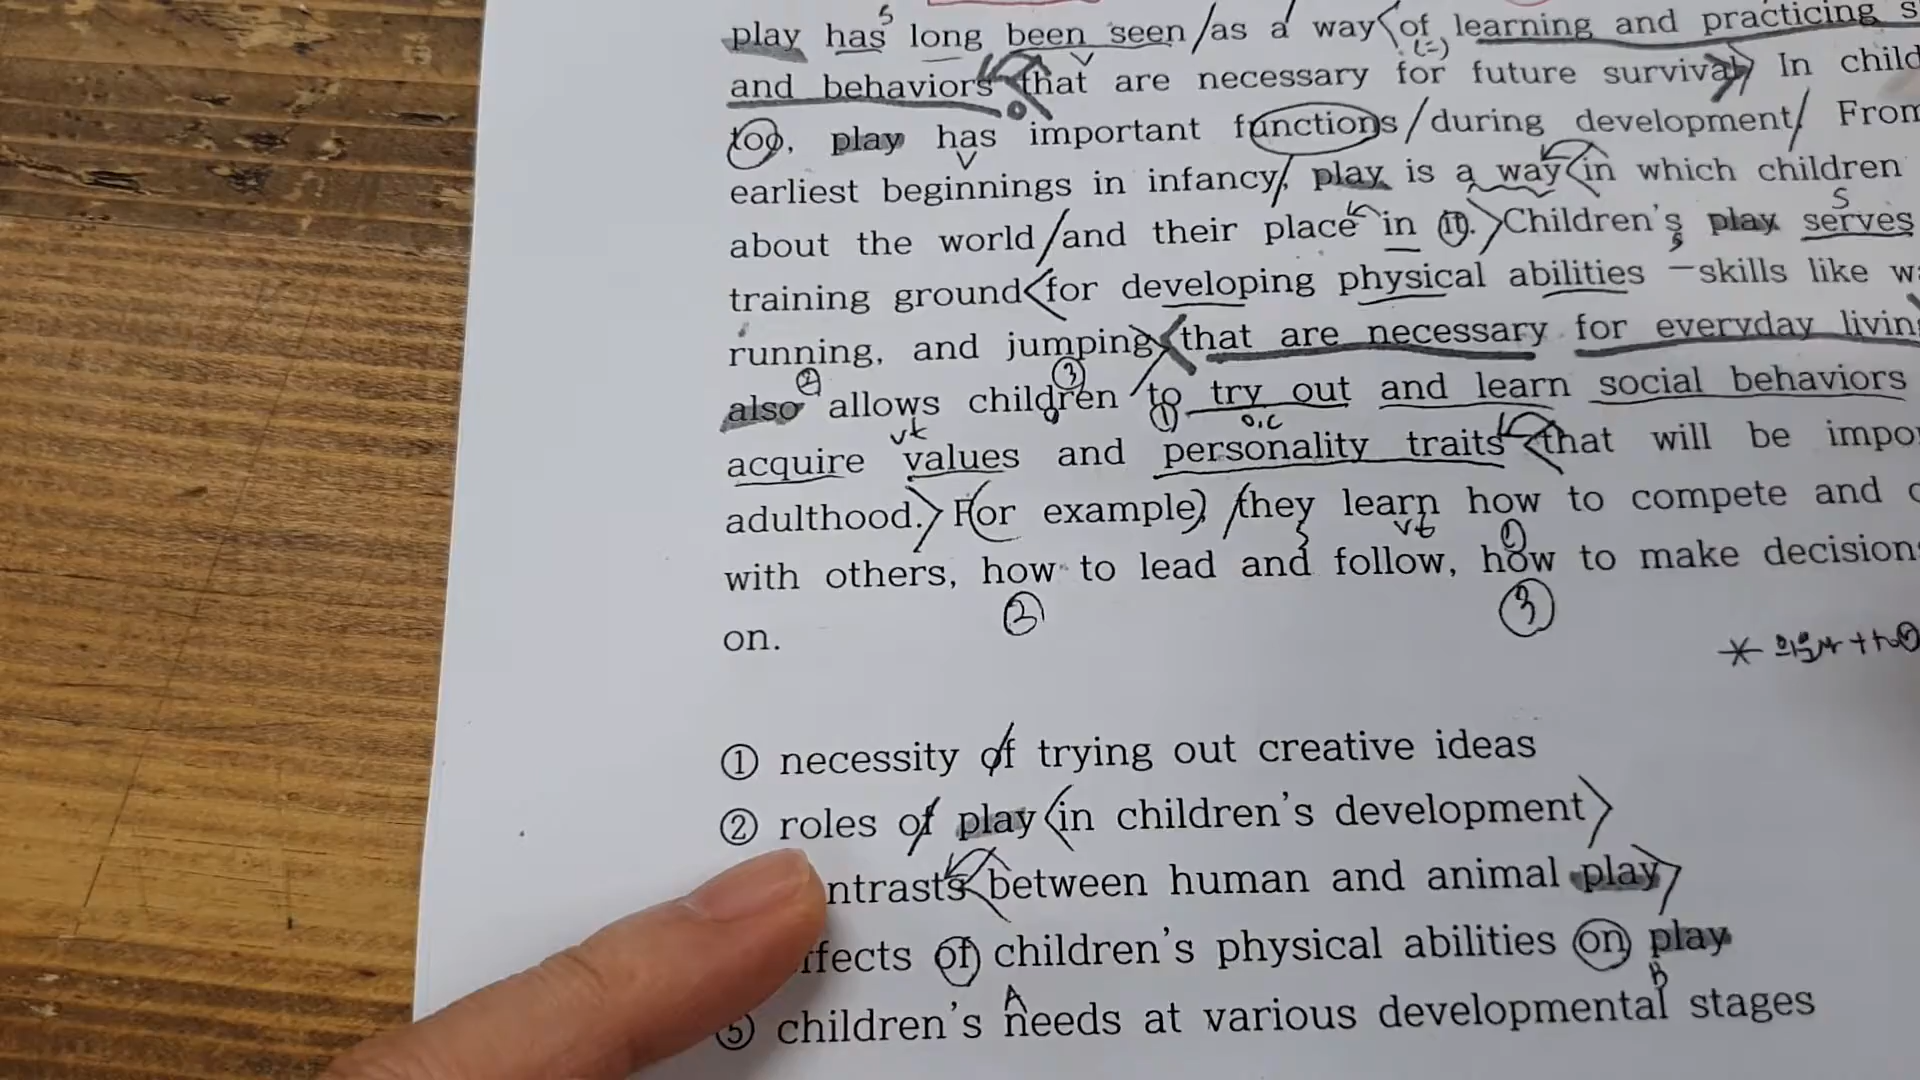 play has long been seen as a way of learning and practicing s
and behaviors that are necessary for future survival. In child
too, play has important functions during development. From
earliest beginnings in infancy, play is a way in which children
about the world and their place in it. Children's play serves
training ground for developing physical abilities - skills like wa
running, and jumping that are necessary for everyday living
also allows children to try out and learn social behaviors
acquire values and personality traits that will be impor
adulthood. For example, they learn how to compete and c
with others, how to lead and follow, how to make decisions
on.
② ③
① necessity of trying out creative ideas
② roles of play in children's development
ntrasts between human and animal play
ffects of children's physical abilities on play
⑤ children's needs at various developmental stages